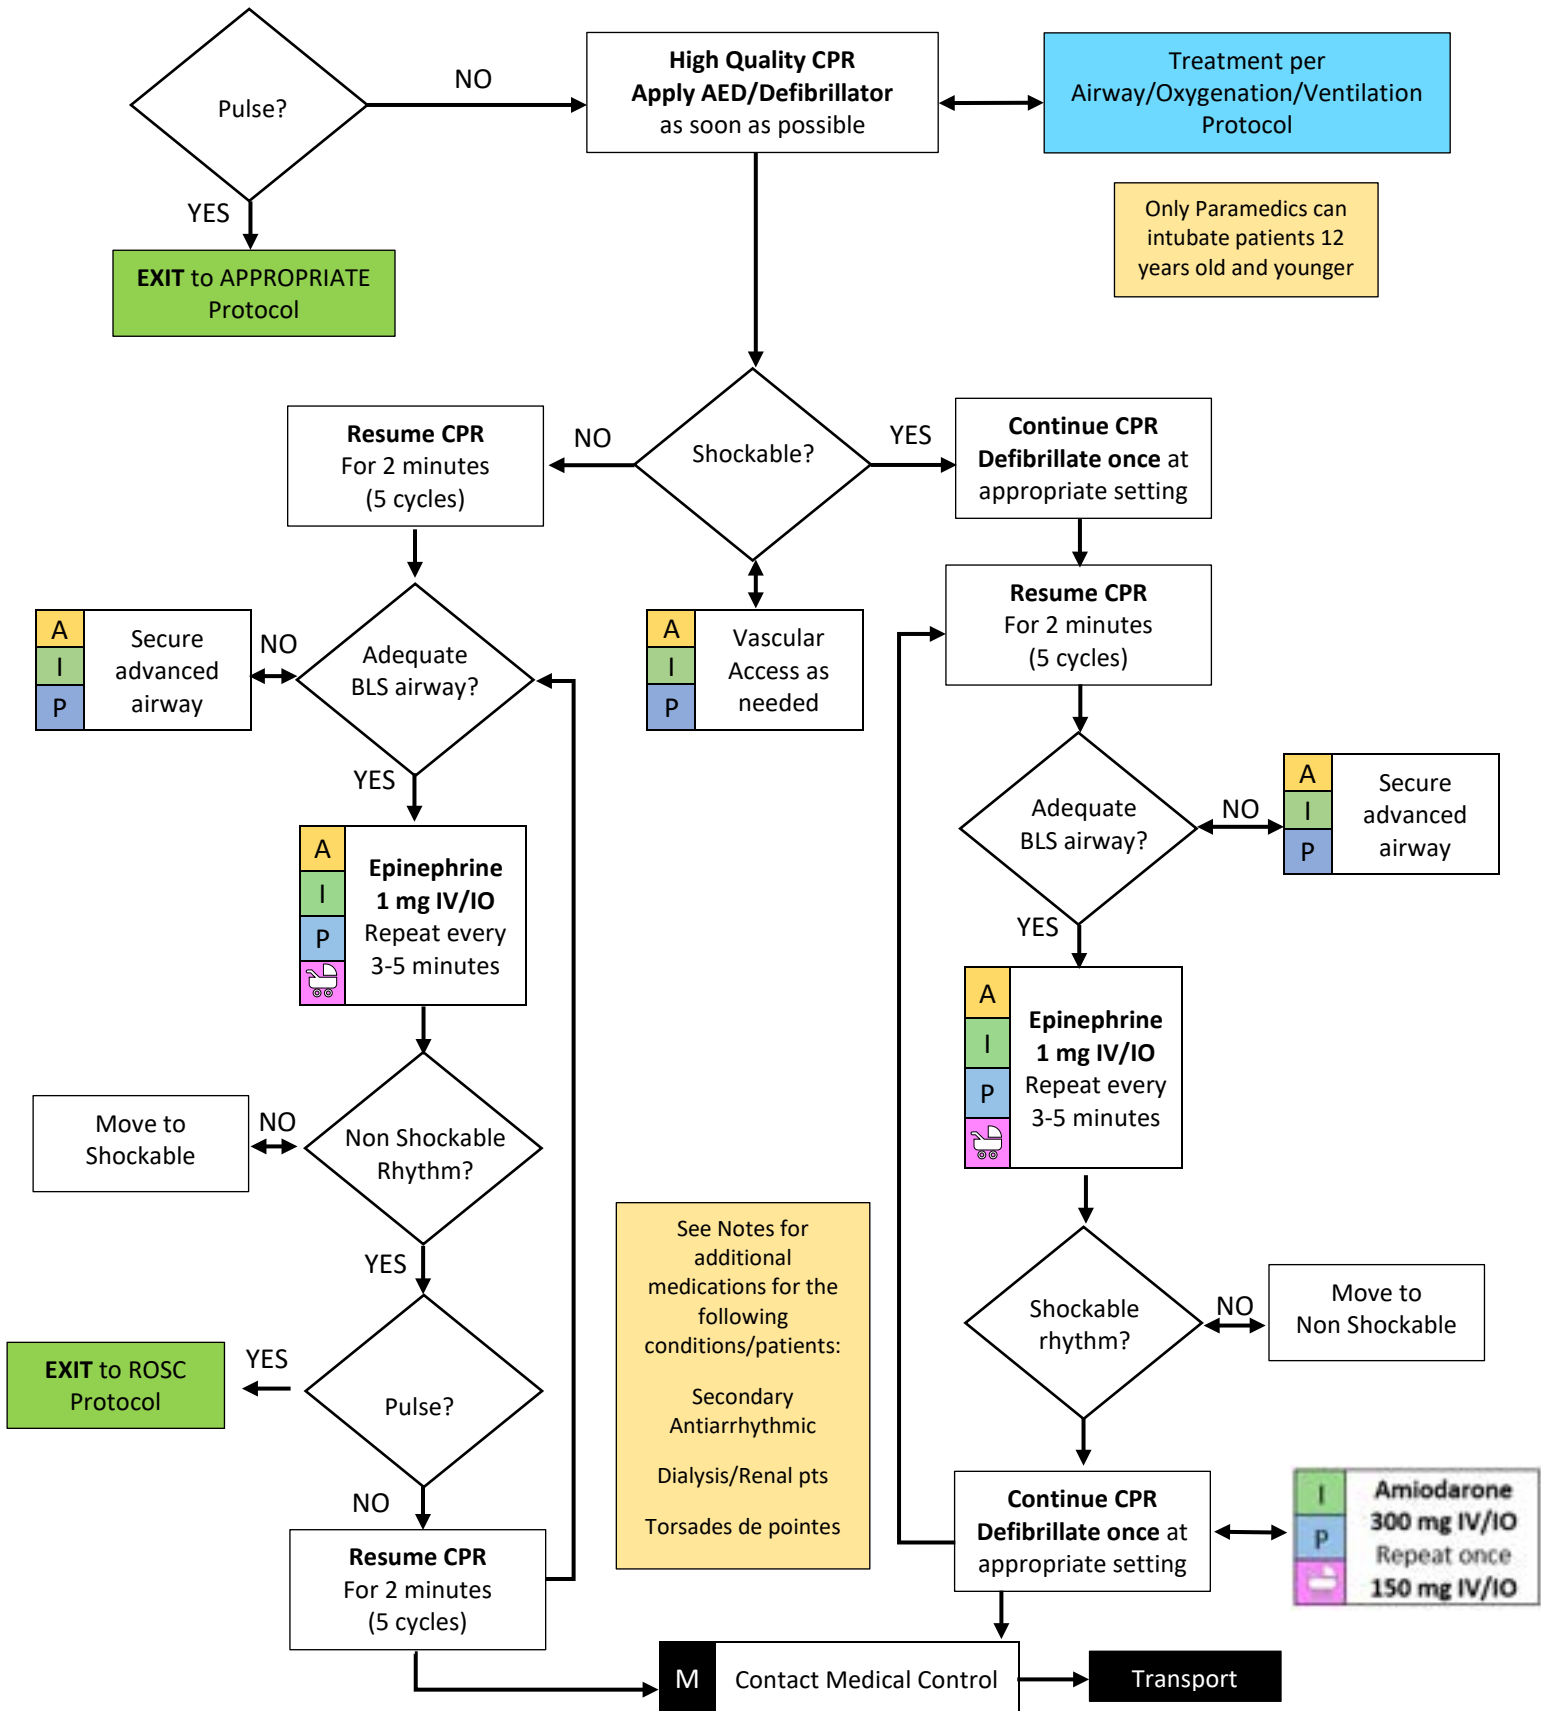 Pulse?
NO
YES
EXIT to APPROPRIATE
Protocol
High Quality CPR
Apply AED/Defibrillator
as soon as possible
Treatment per
Airway/Oxygenation/Ventilation
Protocol
Only Paramedics can
intubate patients 12
years old and younger
Shockable?
NO
YES
Resume CPR
For 2 minutes
(5 cycles)
Continue CPR
Defibrillate once at
appropriate setting
A
I
P
Vascular
Access as
needed
Adequate
BLS airway?
NO
A
I
P
Secure
advanced
airway
YES
A
I
P
Epinephrine
1 mg IV/IO
Repeat every
3-5 minutes
Non Shockable
Rhythm?
NO
Move to
Shockable
YES
Pulse?
YES
EXIT to ROSC
Protocol
NO
Resume CPR
For 2 minutes
(5 cycles)
See Notes for
additional
medications for the
following
conditions/patients:
Secondary
Antiarrhythmic
Dialysis/Renal pts
Torsades de pointes
Resume CPR
For 2 minutes
(5 cycles)
Adequate
BLS airway?
NO
A
I
P
Secure
advanced
airway
YES
A
I
P
Epinephrine
1 mg IV/IO
Repeat every
3-5 minutes
Shockable
rhythm?
NO
Move to
Non Shockable
Continue CPR
Defibrillate once at
appropriate setting
I
P
Amiodarone
300 mg IV/IO
Repeat once
150 mg IV/IO
M
Contact Medical Control
Transport